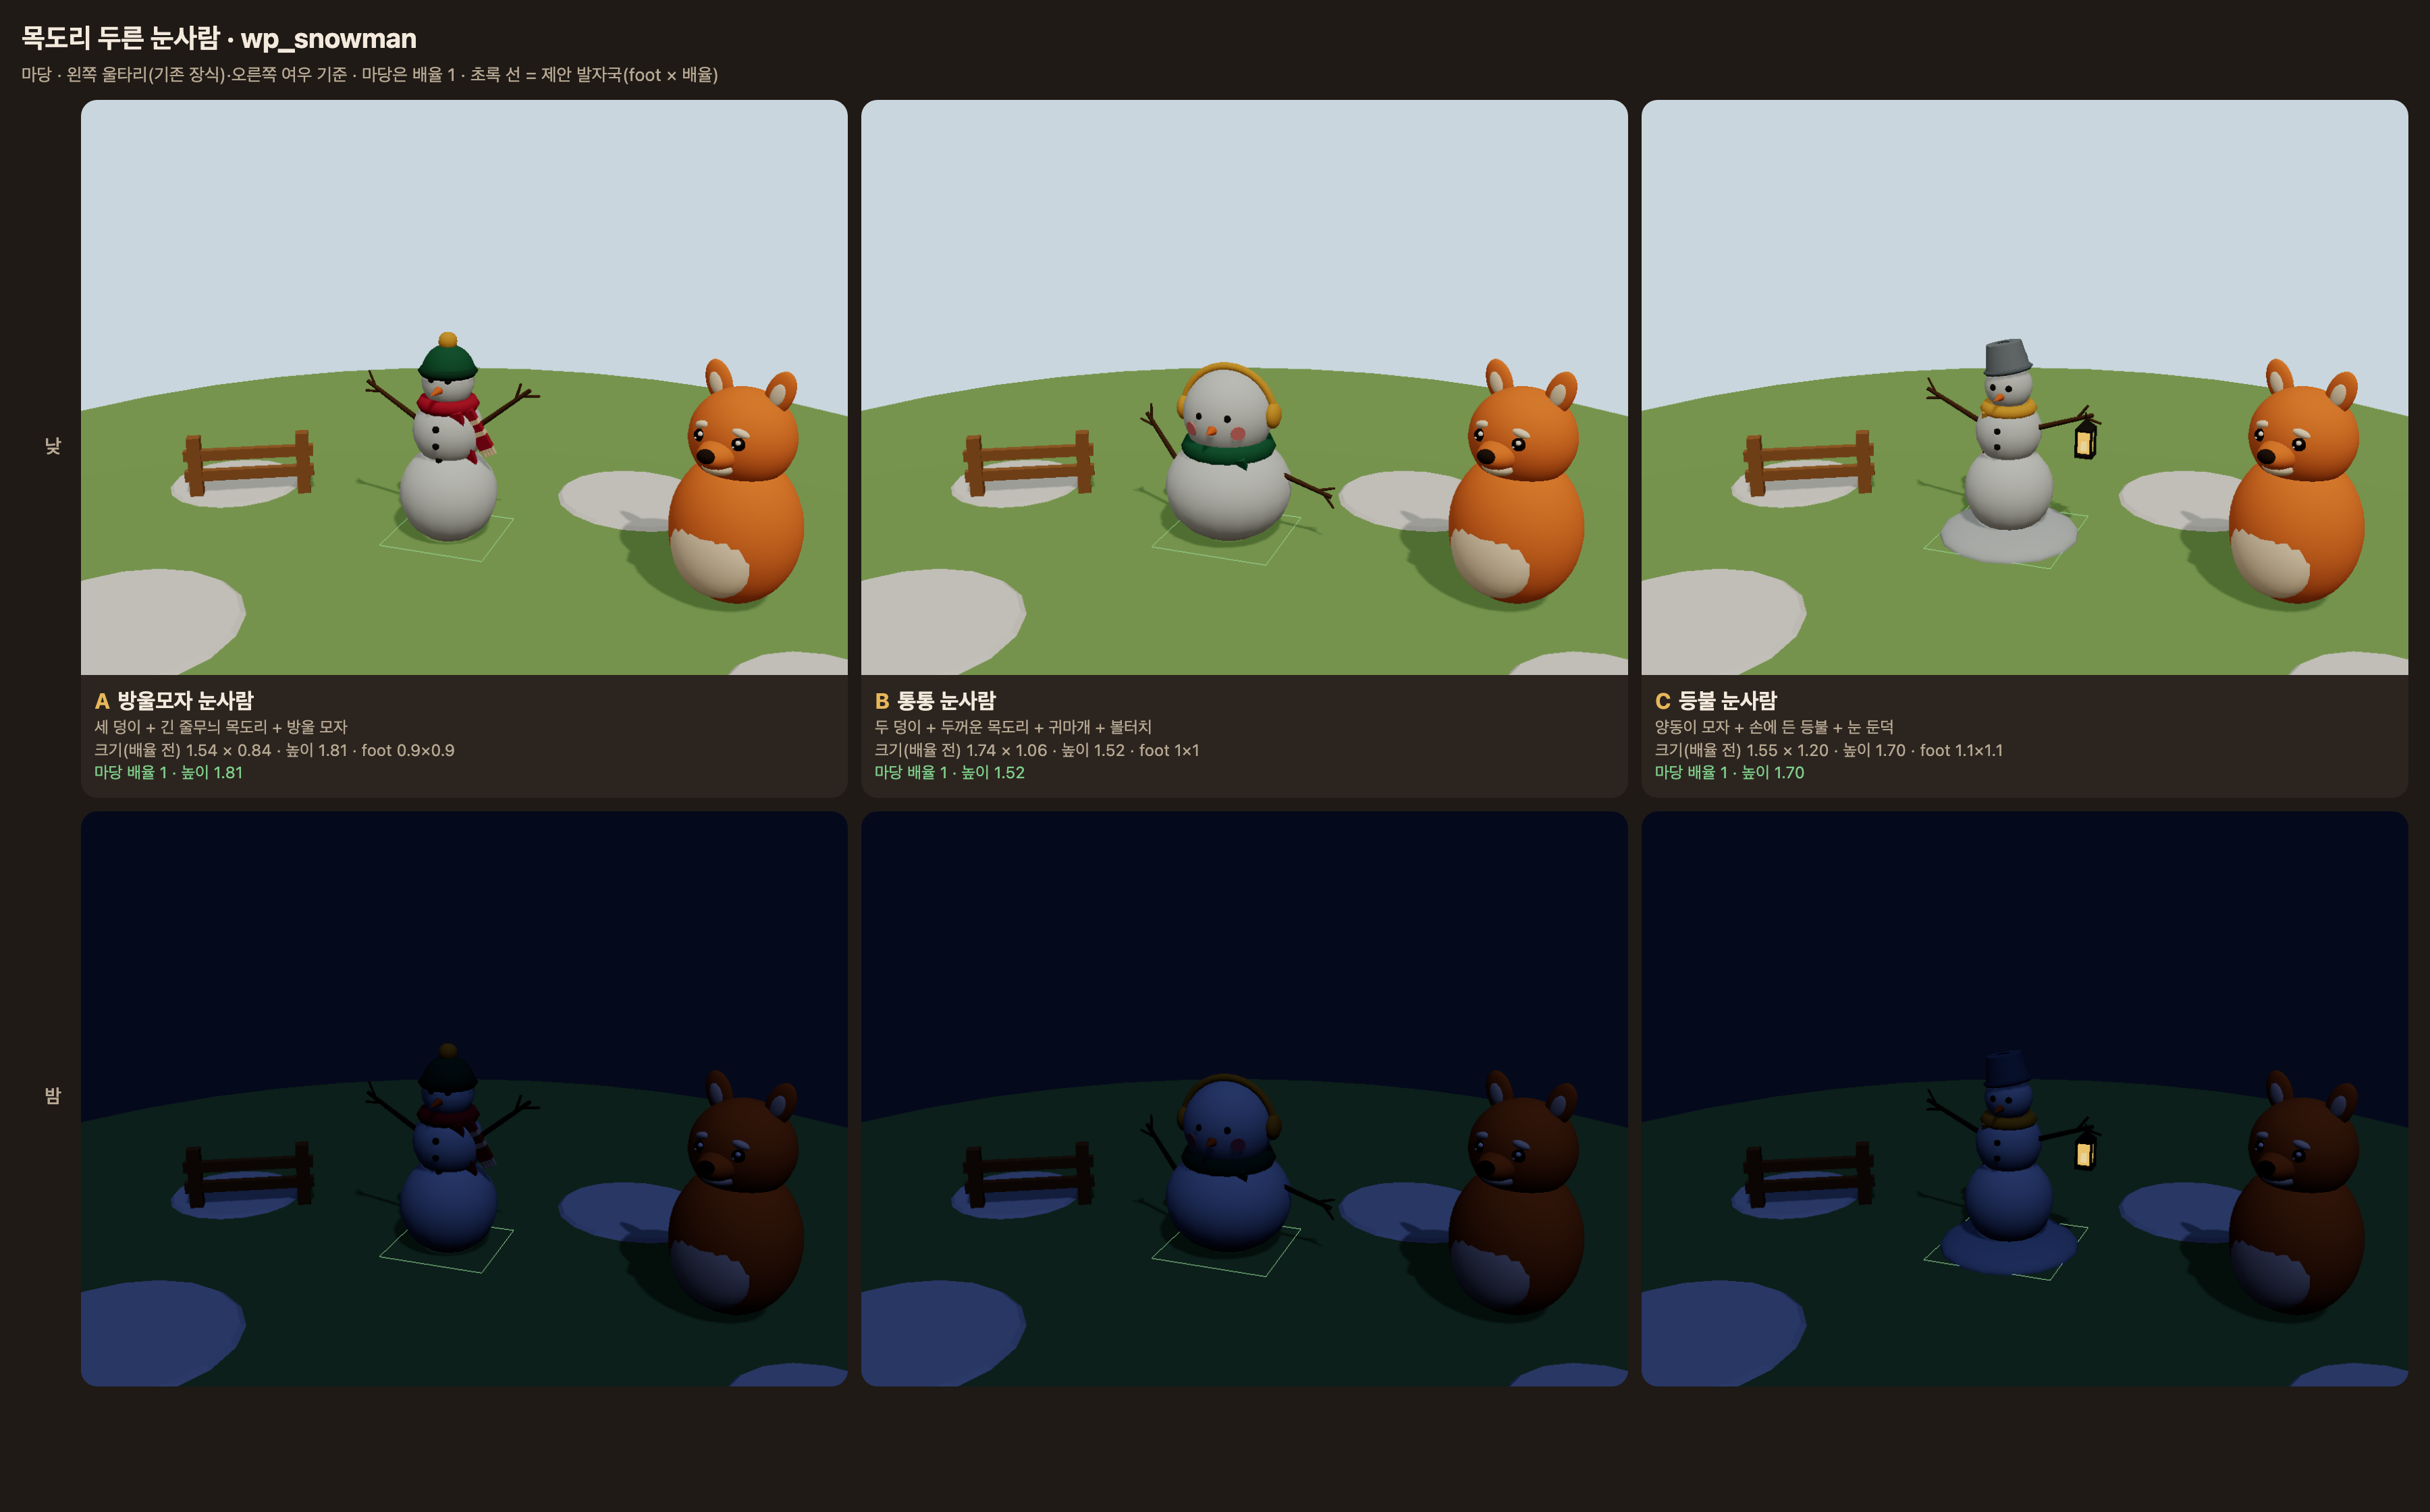 목도리 두른 눈사람 · wp_snowman
마당 · 왼쪽 울타리(기존 장식)·오른쪽 여우 기준 · 마당은 배율 1 · 초록 선 = 제안 발자국(foot × 배율)
낮
A 방울모자 눈사람
세 덩이 + 긴 줄무늬 목도리 + 방울 모자
크기(배율 전) 1.54 × 0.84 · 높이 1.81 · foot 0.9×0.9
마당 배율 1 · 높이 1.81
B 통통 눈사람
두 덩이 + 두꺼운 목도리 + 귀마개 + 볼터치
크기(배율 전) 1.74 × 1.06 · 높이 1.52 · foot 1×1
마당 배율 1 · 높이 1.52
C 등불 눈사람
양동이 모자 + 손에 든 등불 + 눈 둔덕
크기(배율 전) 1.55 × 1.20 · 높이 1.70 · foot 1.1×1.1
마당 배율 1 · 높이 1.70
밤